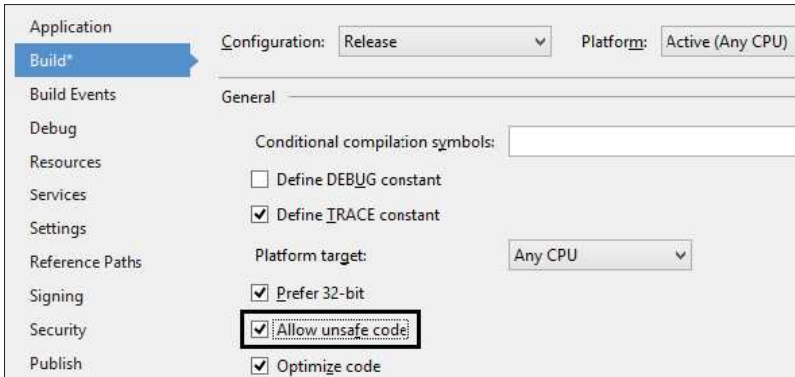 Application
Build*
Build Events
Debug
Resources
Services
Settings
Reference Paths
Signing
Security
Publish
Configuration: Release Platform: Active (Any CPU)
General
Conditional compilation symbols:
Define DEBUG constant
Define TRACE constant
Platform target: Any CPU
Prefer 32-bit
Allow unsafe code
Optimize code